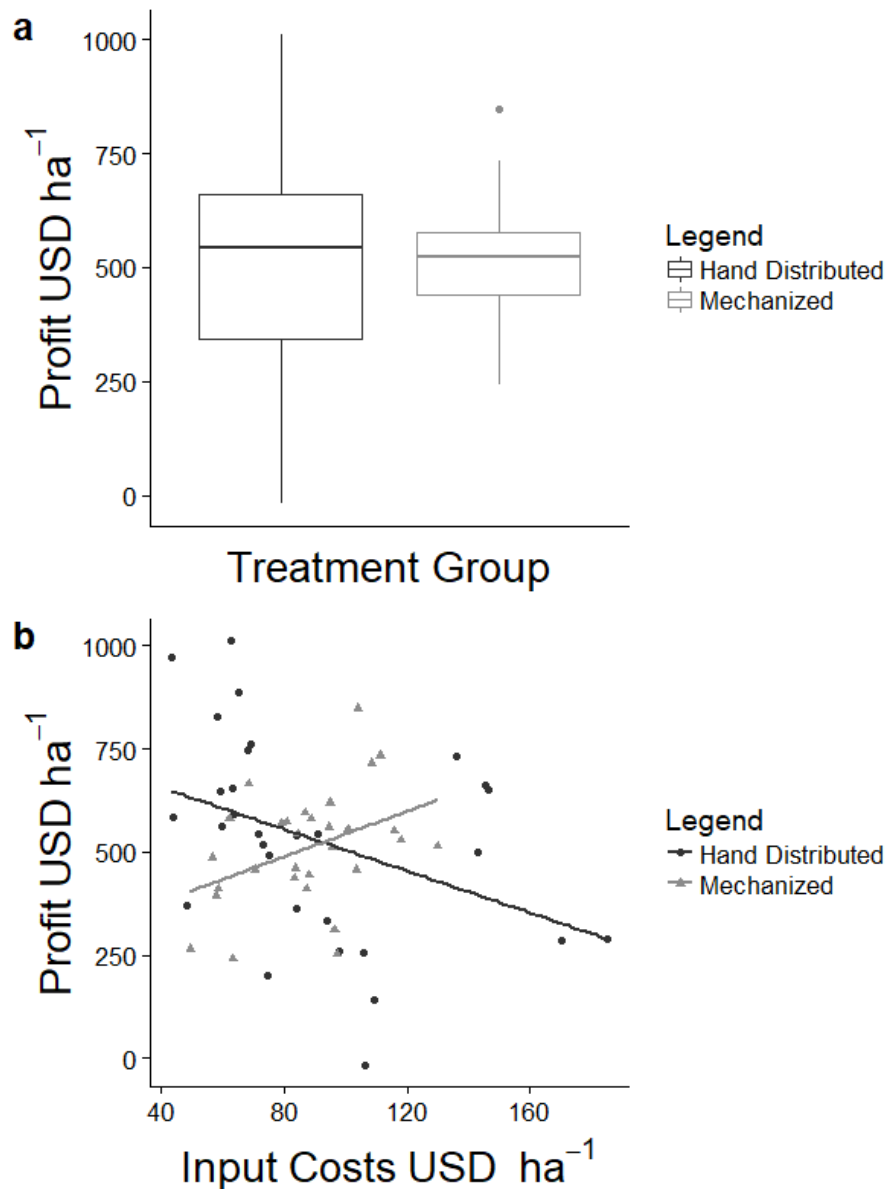 a
Profit USD ha⁻¹
1000
750
500
250
0
Treatment Group
Legend
Hand Distributed
Mechanized
b
Profit USD ha⁻¹
1000
750
500
250
0
40 80 120 160
Input Costs USD ha⁻¹
Legend
Hand Distributed
Mechanized